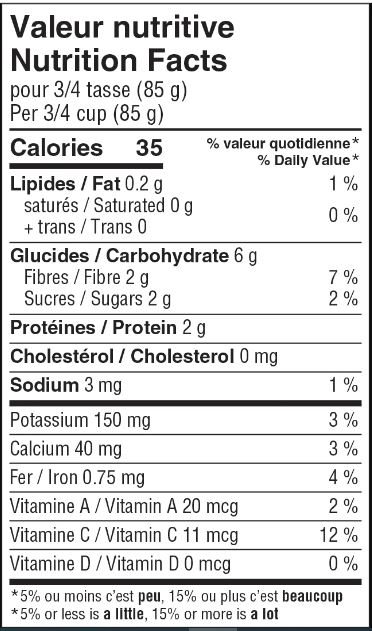 Valeur nutritive
Nutrition Facts
pour 3/4 tasse (85 g)
Per 3/4 cup (85 g)
Calories 35
% valeur quotidienne*
% Daily Value*
Lipides / Fat 0.2 g 1 %
saturés / Saturated 0 g
+ trans / Trans 0
0 %
Glucides / Carbohydrate 6 g
Fibres / Fibre 2 g 7 %
Sucres / Sugars 2 g 2 %
Protéines / Protein 2 g
Cholestérol / Cholesterol 0 mg
Sodium 3 mg 1 %
Potassium 150 mg 3 %
Calcium 40 mg 3 %
Fer / Iron 0.75 mg 4 %
Vitamine A / Vitamin A 20 mcg 2 %
Vitamine C / Vitamin C 11 mcg 12 %
Vitamine D / Vitamin D 0 mcg 0 %
*5% ou moins c'est peu, 15% ou plus c'est beaucoup
*5% or less is a little, 15% or more is a lot